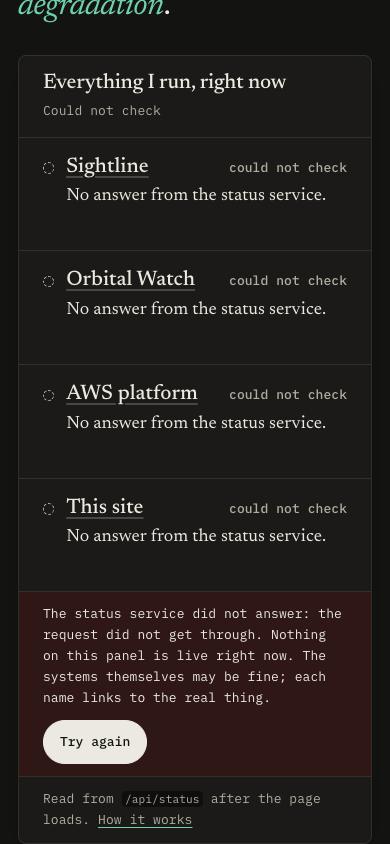 degradation.
Everything I run, right now
Could not check
Sightline could not check
No answer from the status service.
Orbital Watch could not check
No answer from the status service.
AWS platform could not check
No answer from the status service.
This site could not check
No answer from the status service.
The status service did not answer: the
request did not get through. Nothing
on this panel is live right now. The
systems themselves may be fine; each
name links to the real thing.
Try again
Read from /api/status after the page
loads. How it works